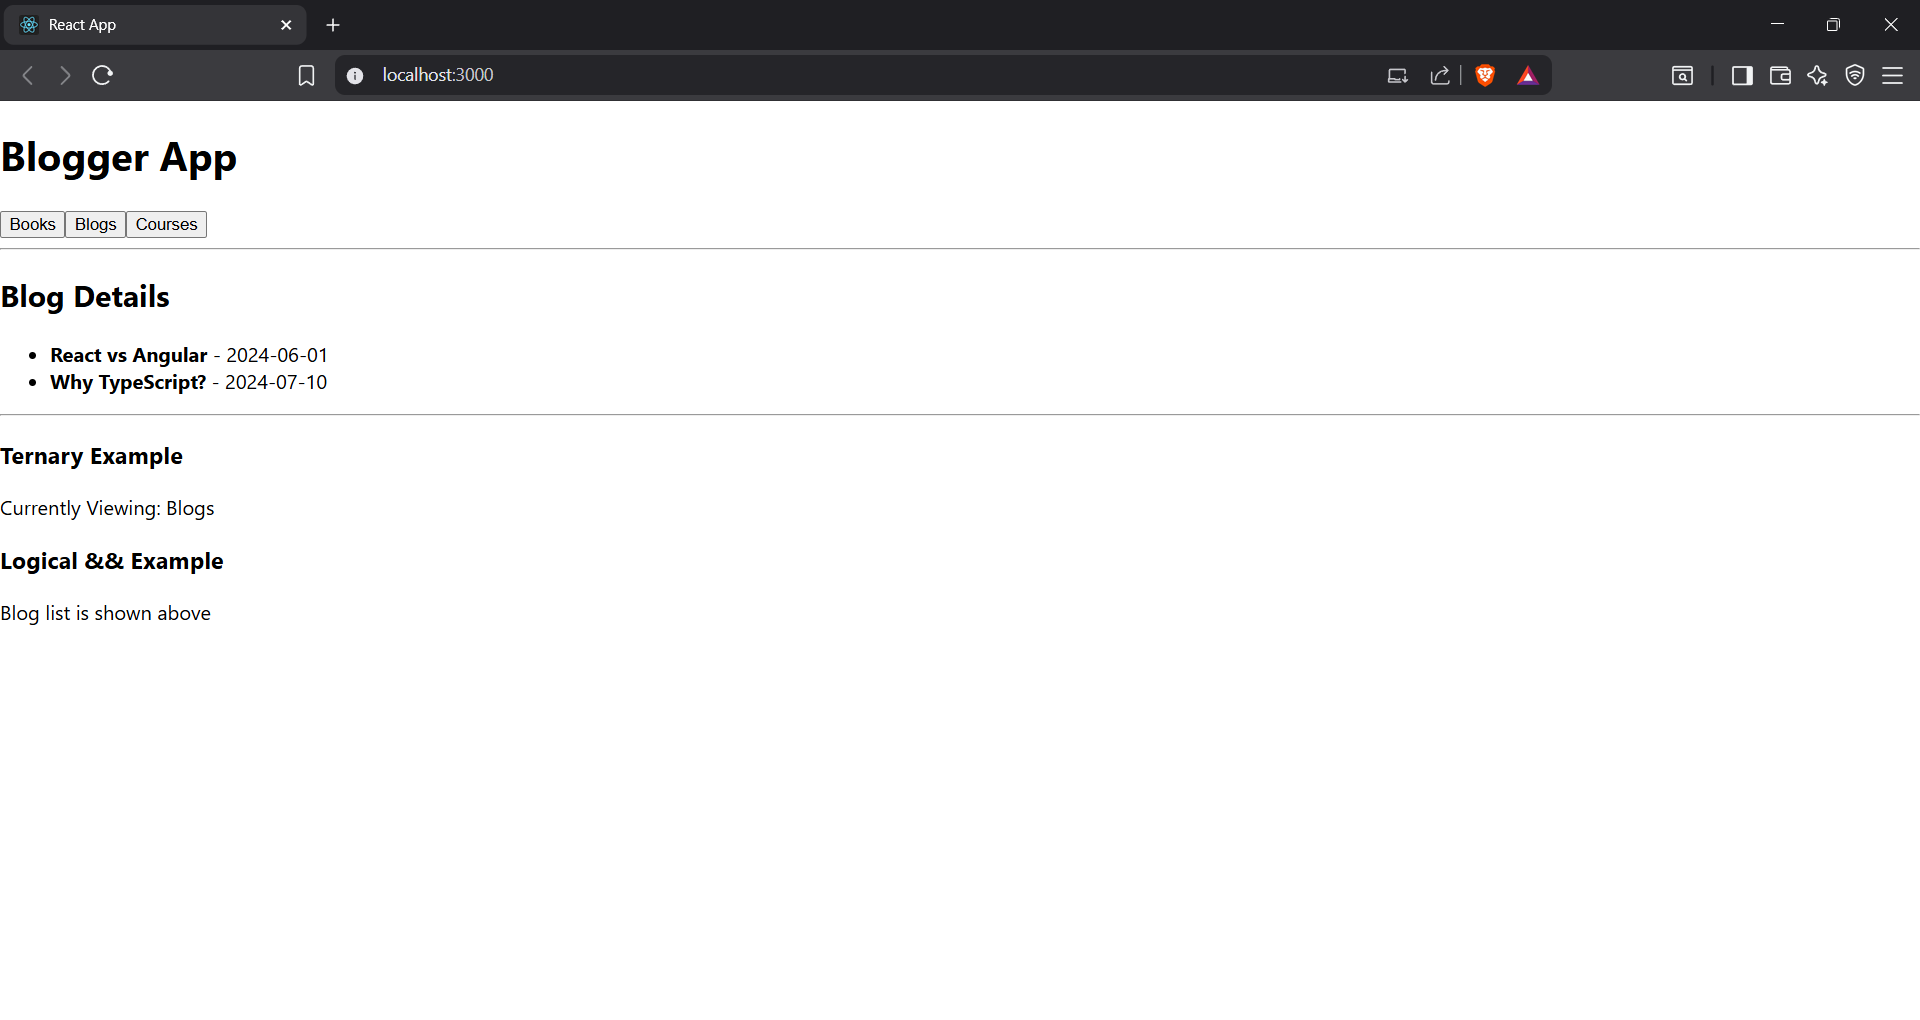 React App
localhost:3000
Blogger App
Books Blogs Courses
Blog Details
React vs Angular - 2024-06-01
Why TypeScript? - 2024-07-10
Ternary Example
Currently Viewing: Blogs
Logical && Example
Blog list is shown above